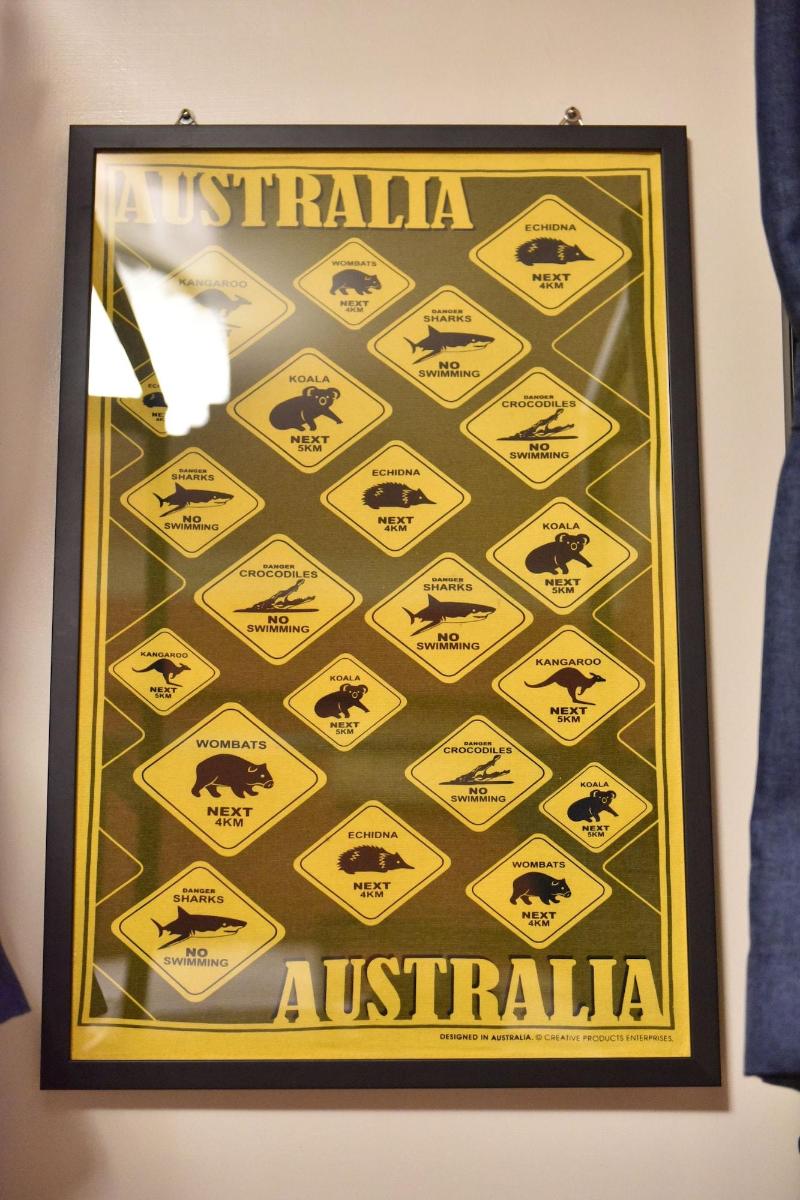 AUSTRALIA
ECHIDNA
NEXT
4KM
KANGAROO
WOMBATS
NEXT
4KM
DANGER
SHARKS
NO
SWIMMING
KOALA
NEXT
5KM
DANGER
CROCODILES
NO
SWIMMING
DANGER
SHARKS
NO
SWIMMING
ECHIDNA
NEXT
4KM
KOALA
NEXT
5KM
DANGER
CROCODILES
NO
SWIMMING
DANGER
SHARKS
NO
SWIMMING
KANGAROO
NEXT
5KM
KOALA
NEXT
5KM
KANGAROO
NEXT
5KM
WOMBATS
NEXT
4KM
DANGER
CROCODILES
NO
SWIMMING
KOALA
NEXT
5KM
ECHIDNA
NEXT
4KM
WOMBATS
NEXT
4KM
DANGER
SHARKS
NO
SWIMMING
AUSTRALIA
DESIGNED IN AUSTRALIA. © CREATIVE PRODUCTS ENTERPRISES.